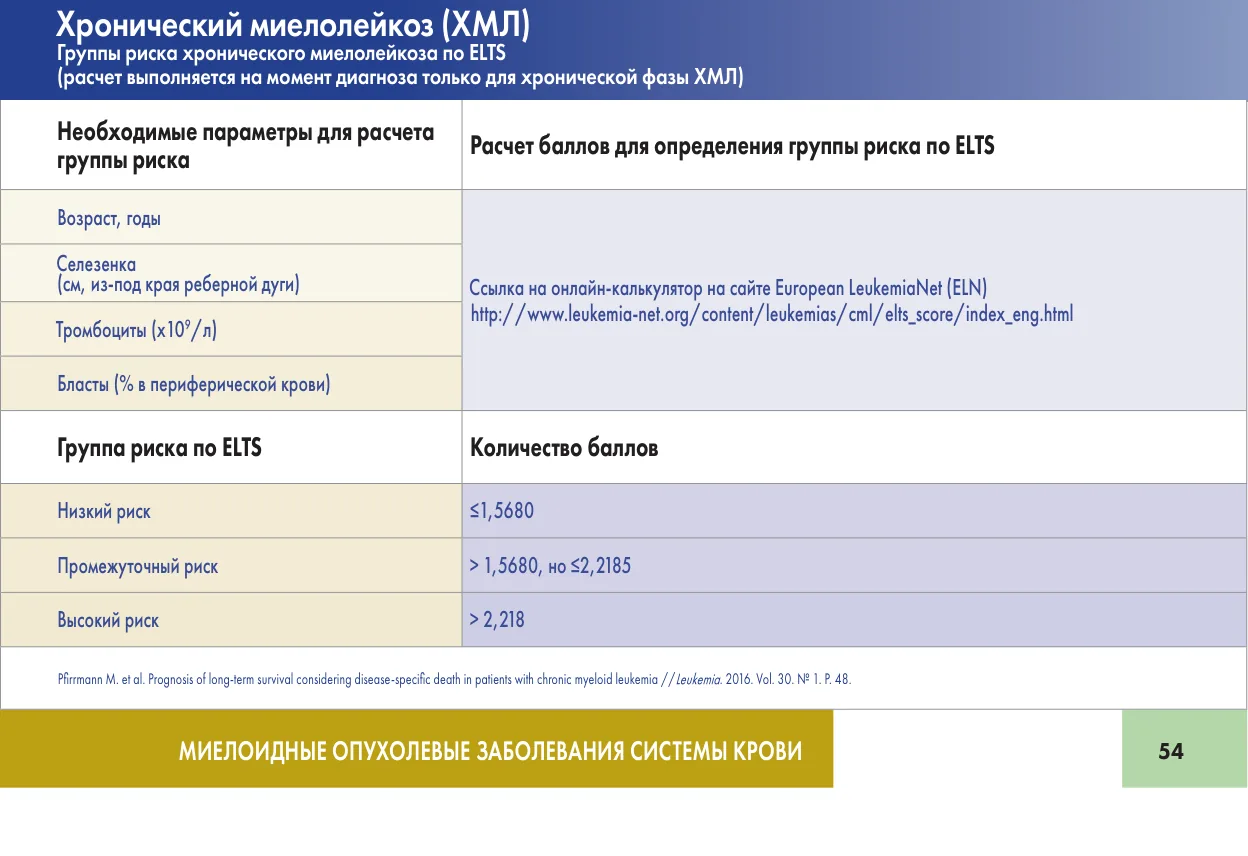 Хронический миелолейкоз (ХМЛ)
Группы риска хронического миелолейкоза по ELTS
(расчет выполняется на момент диагноза только для хронической фазы ХМЛ)
Необходимые параметры для расчета
группы риска
Расчет баллов для определения группы риска по ELTS
Возраст, годы
Селезенка
(см, из-под края реберной дуги)
Тромбоциты (х10⁹/л)
Бласты (% в периферической крови)
Ссылка на онлайн-калькулятор на сайте European LeukemiaNet (ELN)
http://www.leukemia-net.org/content/leukemias/cml/elts_score/index_eng.html
Группа риска по ELTS
Количество баллов
Низкий риск
≤1,5680
Промежуточный риск
> 1,5680, но ≤2,2185
Высокий риск
> 2,218
Pfirrmann M. et al. Prognosis of long-term survival considering disease-specific death in patients with chronic myeloid leukemia //Leukemia. 2016. Vol. 30. № 1. P. 48.
МИЕЛОИДНЫЕ ОПУХОЛЕВЫЕ ЗАБОЛЕВАНИЯ СИСТЕМЫ КРОВИ
54